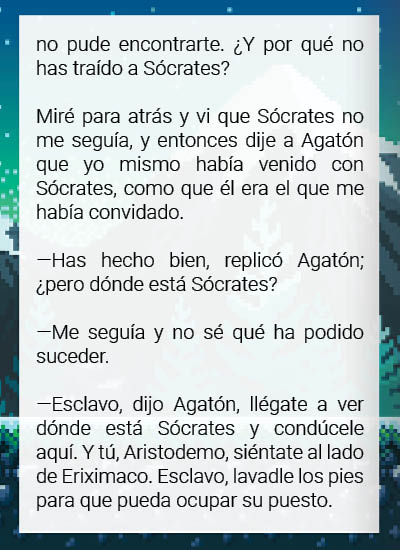 no pude encontrarte. ¿Y por qué no
has traído a Sócrates?
Miré para atrás y vi que Sócrates no
me seguía, y entonces dije a Agatón
que yo mismo había venido con
Sócrates, como que él era el que me
había convidado.
—Has hecho bien, replicó Agatón;
¿pero dónde está Sócrates?
—Me seguía y no sé qué ha podido
suceder.
—Esclavo, dijo Agatón, llégate a ver
dónde está Sócrates y condúcele
aquí. Y tú, Aristodemo, siéntate al lado
de Eriximaco. Esclavo, lavadle los pies
para que pueda ocupar su puesto.